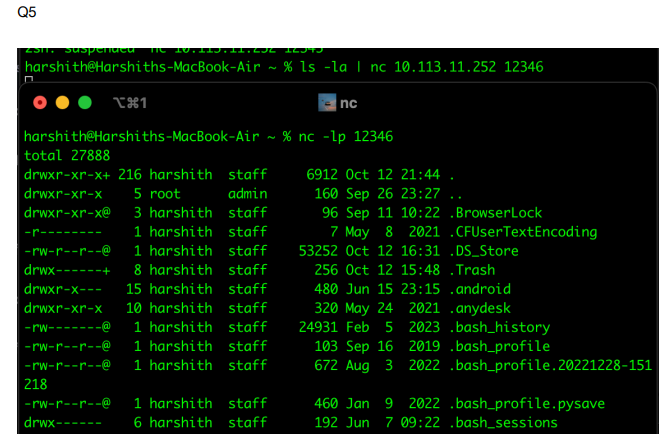 Q5
zsh: suspended  nc 10.113.11.252 12345
harshith@Harshiths-MacBook-Air ~ % ls -la | nc 10.113.11.252 12346
⌥⌘1 nc
harshith@Harshiths-MacBook-Air ~ % nc -lp 12346
total 27888
drwxr-xr-x+ 216 harshith  staff     6912 Oct 12 21:44 .
drwxr-xr-x    5 root      admin      160 Sep 26 23:27 ..
drwxr-xr-x@   3 harshith  staff       96 Sep 11 10:22 .BrowserLock
-r--------    1 harshith  staff        7 May  8  2021 .CFUserTextEncoding
-rw-r--r--@   1 harshith  staff    53252 Oct 12 16:31 .DS_Store
drwx------+   8 harshith  staff      256 Oct 12 15:48 .Trash
drwxr-x---   15 harshith  staff      480 Jun 15 23:15 .android
drwxr-xr-x   10 harshith  staff      320 May 24  2021 .anydesk
-rw-------@   1 harshith  staff    24931 Feb  5  2023 .bash_history
-rw-r--r--@   1 harshith  staff      103 Sep 16  2019 .bash_profile
-rw-r--r--@   1 harshith  staff      672 Aug  3  2022 .bash_profile.20221228-151
218
-rw-r--r--@   1 harshith  staff      460 Jan  9  2022 .bash_profile.pysave
drwx------    6 harshith  staff      192 Jun  7 09:22 .bash_sessions